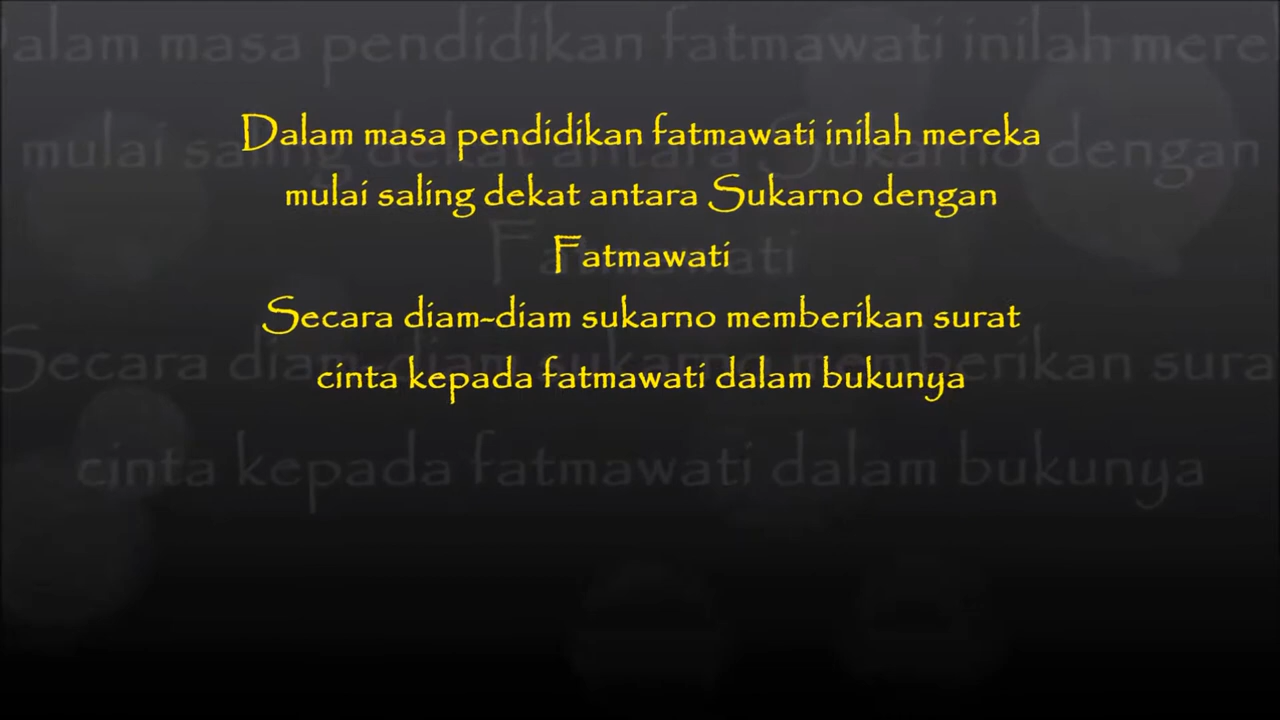 Dalam masa pendidikan fatmawati inilah mereka
mulai saling dekat antara Sukarno dengan
Fatmawati
Secara diam-diam sukarno memberikan surat
cinta kepada fatmawati dalam bukunya